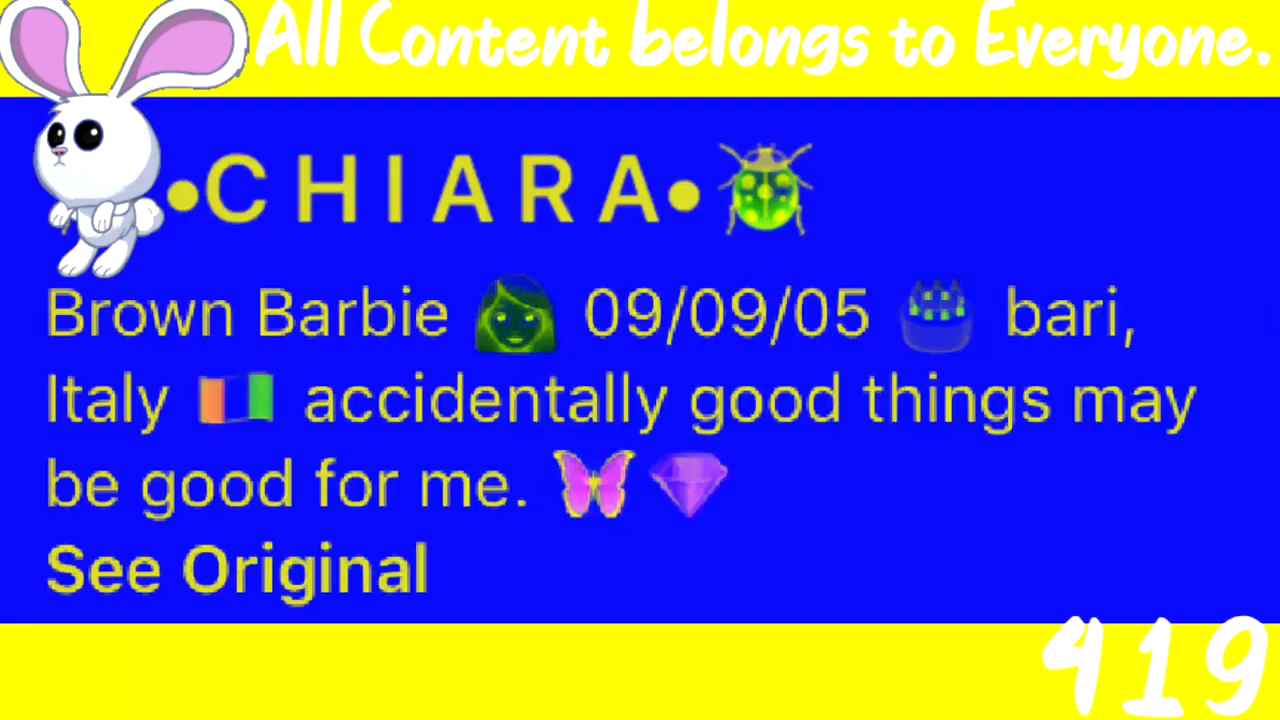 All Content belongs to Everyone.
•C H I A R A•🐞
Brown Barbie 👩 09/09/05 🎂 bari,
Italy 🇮🇹 accidentally good things may
be good for me. 🦋💎
See Original
419